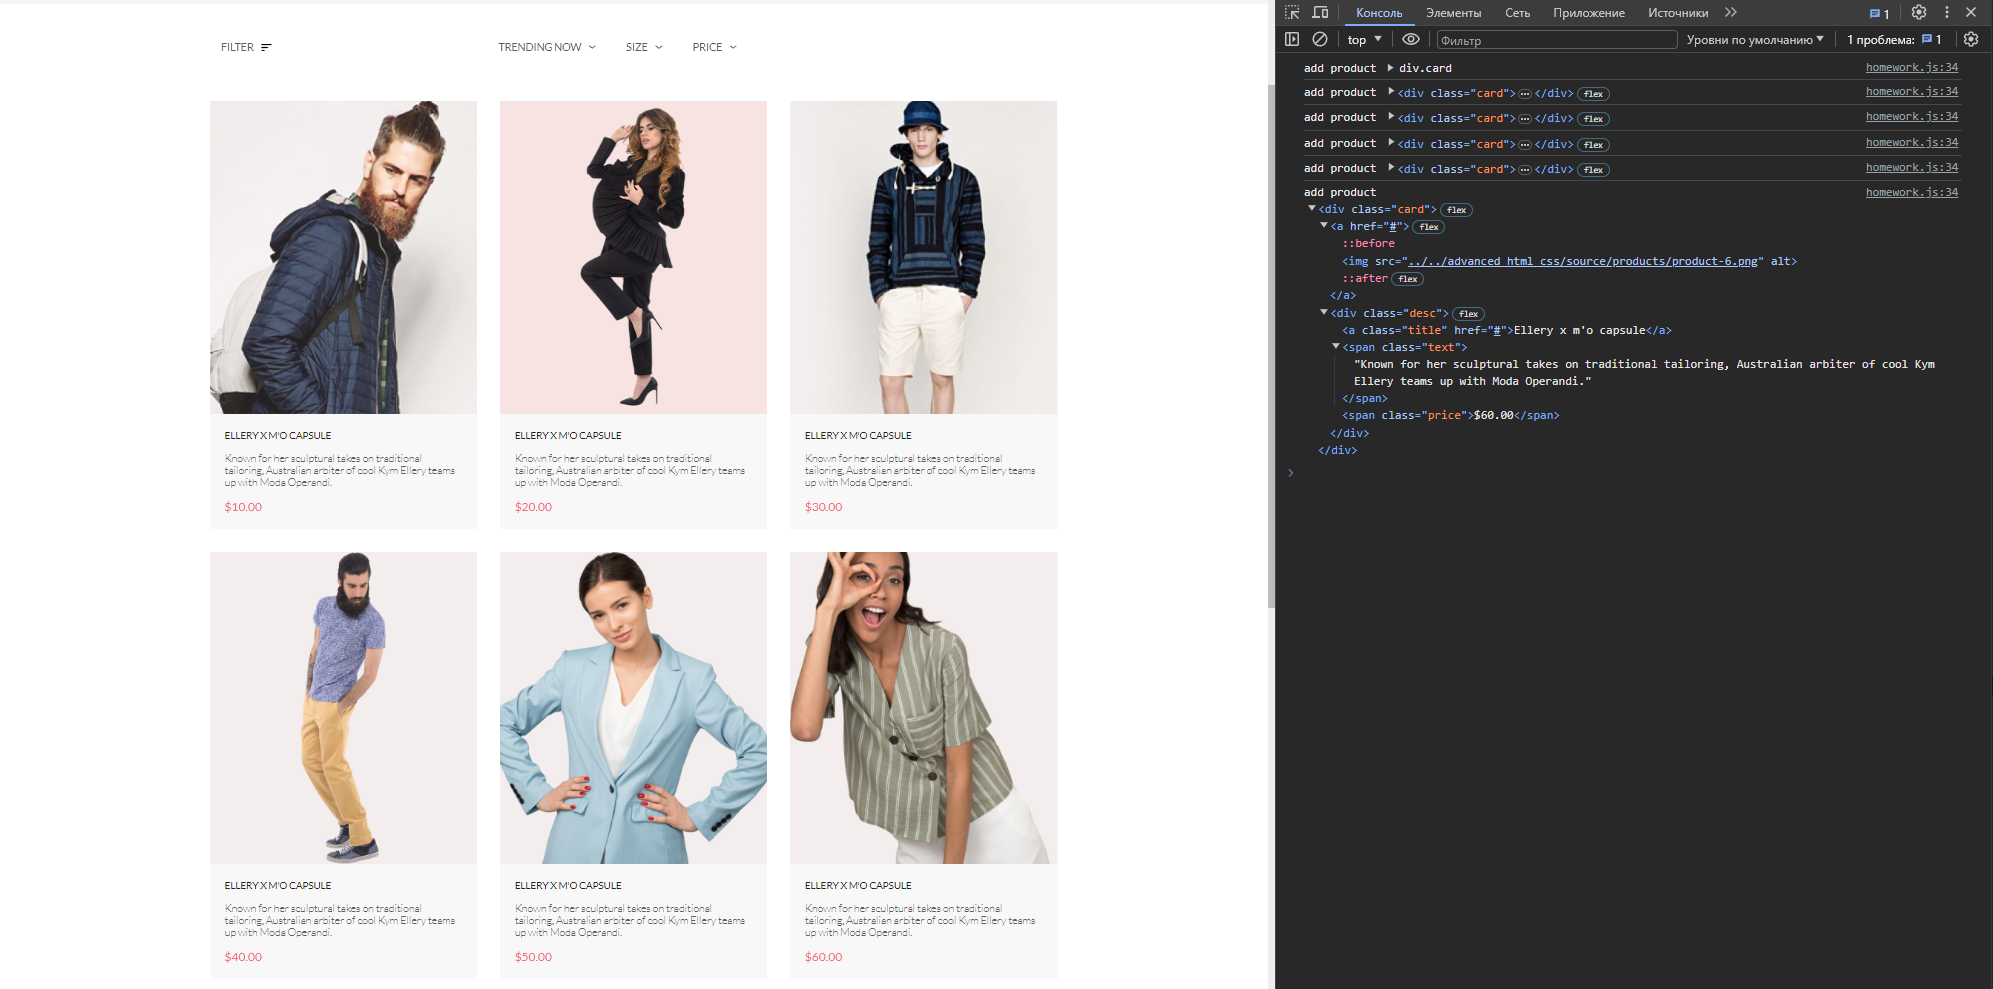 FILTER
TRENDING NOW
SIZE
PRICE
ELLERY X M'O CAPSULE
Known for her sculptural takes on traditional
tailoring, Australian arbiter of cool Kym Ellery teams
up with Moda Operandi.
$10.00
ELLERY X M'O CAPSULE
Known for her sculptural takes on traditional
tailoring, Australian arbiter of cool Kym Ellery teams
up with Moda Operandi.
$20.00
ELLERY X M'O CAPSULE
Known for her sculptural takes on traditional
tailoring, Australian arbiter of cool Kym Ellery teams
up with Moda Operandi.
$30.00
ELLERY X M'O CAPSULE
Known for her sculptural takes on traditional
tailoring, Australian arbiter of cool Kym Ellery teams
up with Moda Operandi.
$40.00
ELLERY X M'O CAPSULE
Known for her sculptural takes on traditional
tailoring, Australian arbiter of cool Kym Ellery teams
up with Moda Operandi.
$50.00
ELLERY X M'O CAPSULE
Known for her sculptural takes on traditional
tailoring, Australian arbiter of cool Kym Ellery teams
up with Moda Operandi.
$60.00
Консоль Элементы Сеть Приложение Источники 1
top Фильтр Уровни по умолчанию 1 проблема: 1
add product div.card homework.js:34
add product <div class="card">…</div> flex homework.js:34
add product <div class="card">…</div> flex homework.js:34
add product <div class="card">…</div> flex homework.js:34
add product <div class="card">…</div> flex homework.js:34
add product homework.js:34
<div class="card"> flex
<a href="#"> flex
::before
<img src="../../advanced html css/source/products/product-6.png" alt>
::after flex
</a>
<div class="desc"> flex
<a class="title" href="#">Ellery x m'o capsule</a>
<span class="text">
"Known for her sculptural takes on traditional tailoring, Australian arbiter of cool Kym
Ellery teams up with Moda Operandi."
</span>
<span class="price">$60.00</span>
</div>
</div>